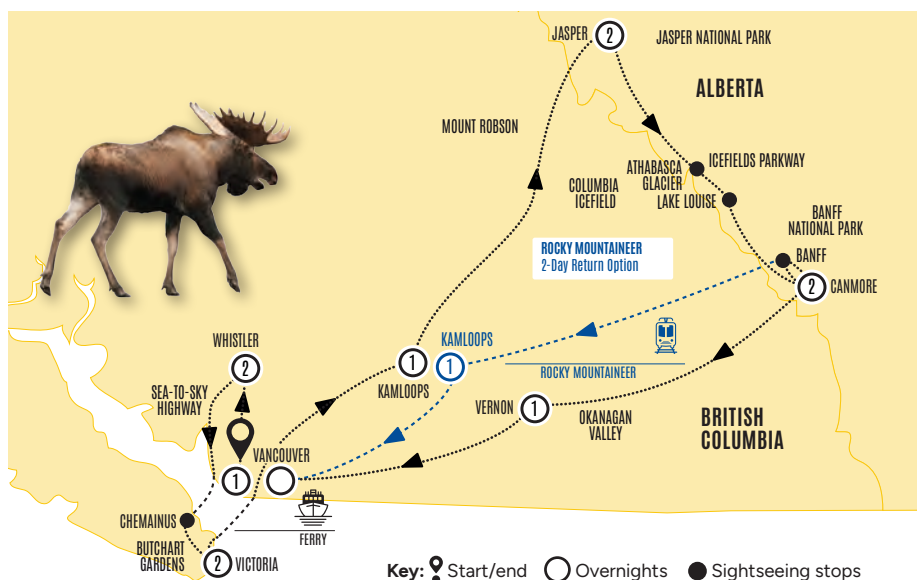 JASPER
2
JASPER NATIONAL PARK
ALBERTA
MOUNT ROBSON
ICEFIELDS PARKWAY
ATHABASCA
GLACIER
COLUMBIA
ICEFIELD
LAKE LOUISE
BANFF
NATIONAL PARK
ROCKY MOUNTAINEER
2-Day Return Option
BANFF
2
CANMORE
WHISTLER
2
KAMLOOPS
1
1
KAMLOOPS
ROCKY MOUNTAINEER
SEA-TO-SKY
HIGHWAY
VERNON
1
OKANAGAN
VALLEY
BRITISH
COLUMBIA
VANCOUVER
1
CHEMAINUS
FERRY
BUTCHART
GARDENS
2
VICTORIA
Key: Start/end Overnights Sightseeing stops